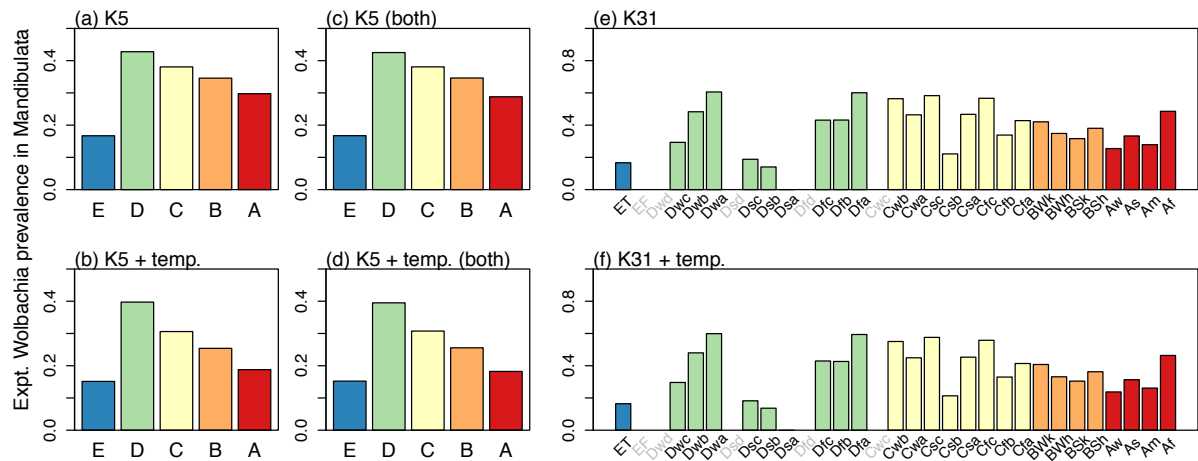 Expt. Wolbachia prevalence in Mandibulata
(a) K5
0.0 0.4
E D C B A
(c) K5 (both)
0.0 0.2 0.4
E D C B A
(e) K31
0.0 0.4 0.8
ET EF Dwd Dwc Dwb Dwa Dsd Dsc Dsb Dsa Dfd Dfc Dfb Dfa Cwc Cwb Cwa Csc Csb Csa Cfc Cfb Cfa BWk BWh BSk BSh Aw As Am Af
(b) K5 + temp.
0.0 0.2 0.4
E D C B A
(d) K5 + temp. (both)
0.0 0.2 0.4
E D C B A
(f) K31 + temp.
0.0 0.4 0.8
ET EF Dwd Dwc Dwb Dwa Dsd Dsc Dsb Dsa Dfd Dfc Dfb Dfa Cwc Cwb Cwa Csc Csb Csa Cfc Cfb Cfa BWk BWh BSk BSh Aw As Am Af